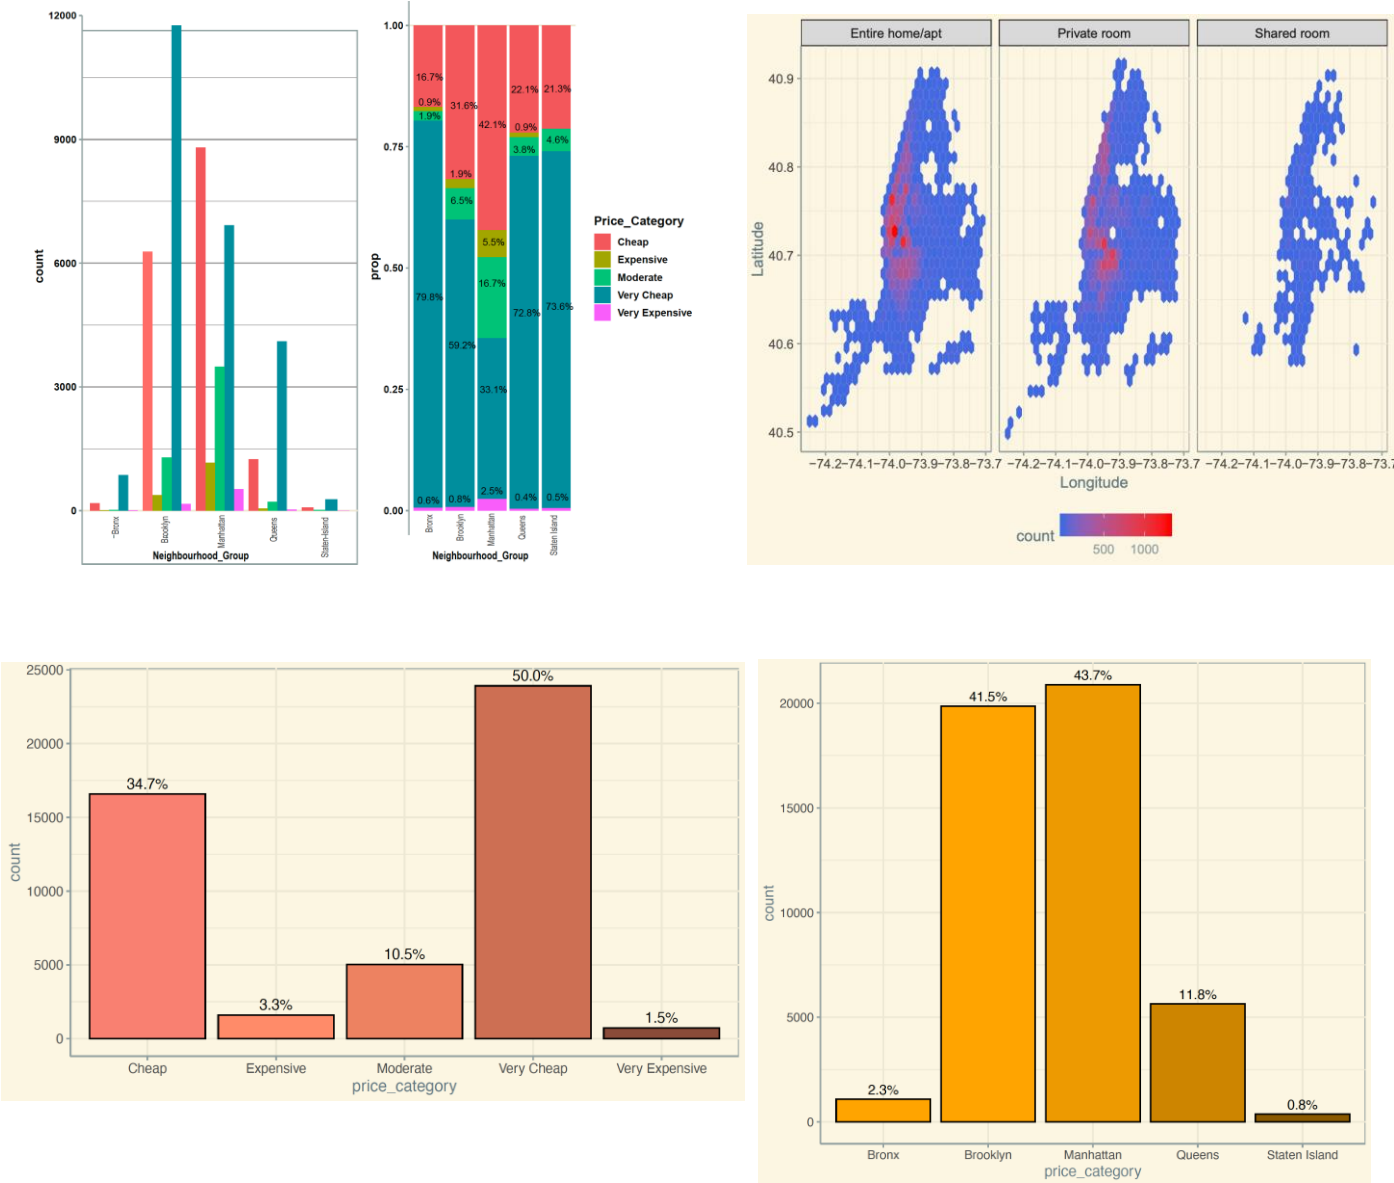 12000
9000
6000
3000
0
count
Bronx
Brooklyn
Manhattan
Queens
Staten Island
Neighbourhood_Group
1.00
0.75
0.50
0.25
0.00
prop
16.7%
0.9%
1.9%
79.8%
0.6%
31.6%
1.9%
6.5%
59.2%
0.8%
42.1%
5.5%
16.7%
33.1%
2.5%
22.1%
0.9%
3.8%
72.8%
0.4%
21.3%
4.6%
73.6%
0.5%
Bronx
Brooklyn
Manhattan
Queens
Staten Island
Neighbourhood_Group
Price_Category
Cheap
Expensive
Moderate
Very Cheap
Very Expensive
Entire home/apt
Private room
Shared room
40.9
40.8
40.7
40.6
40.5
Latitude
−74.2−74.1−74.0−73.9−73.8−73.7
−74.2−74.1−74.0−73.9−73.8−73.7
−74.2−74.1−74.0−73.9−73.8−73.7
Longitude
count
500 1000
25000
20000
15000
10000
5000
0
count
34.7%
3.3%
10.5%
50.0%
1.5%
Cheap
Expensive
Moderate
Very Cheap
Very Expensive
price_category
20000
15000
10000
5000
0
count
2.3%
41.5%
43.7%
11.8%
0.8%
Bronx
Brooklyn
Manhattan
Queens
Staten Island
price_category